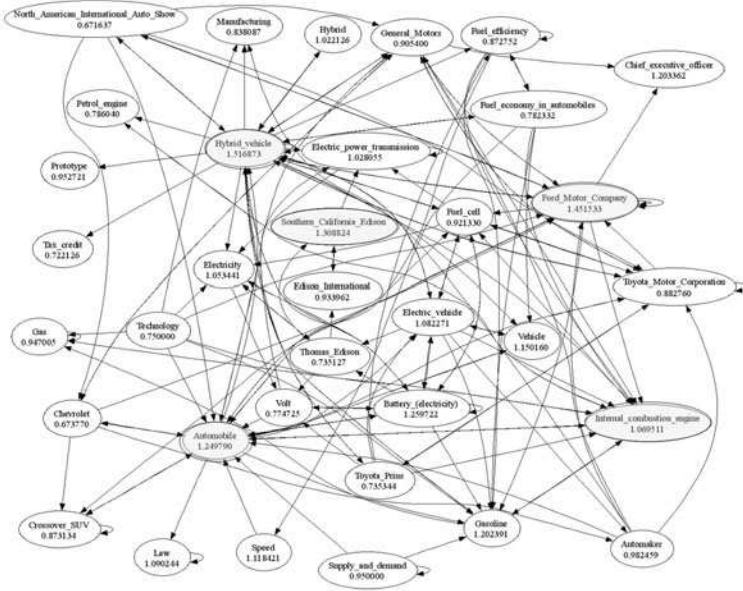 North_American_International_Auto_Show
0.671637
Manufacturing
0.838087
Hybrid
1.022126
General_Motors
0.905400
Fuel_efficiency
0.872752
Chief_executive_officer
1.203362
Petrol_engine
0.786040
Fuel_economy_in_automobiles
0.782332
Hybrid_vehicle
1.516873
Electric_power_transmission
1.028055
Prototype
0.952721
Ford_Motor_Company
1.451533
Southern_California_Edison
1.308824
Fuel_cell
0.921330
Tax_credit
0.722126
Electricity
1.053441
Edison_International
0.933962
Toyota_Motor_Corporation
0.882760
Gas
0.947005
Technology
0.750000
Electric_vehicle
1.082271
Vehicle
1.150160
Thomas_Edison
0.735127
Chevrolet
0.673770
Volt
0.774725
Battery_(electricity)
1.259722
Internal_combustion_engine
1.069511
Automobile
1.249790
Toyota_Prius
0.735344
Crossover_SUV
0.873134
Law
1.090244
Speed
1.118421
Gasoline
1.202391
Automaker
0.982459
Supply_and_demand
0.950000